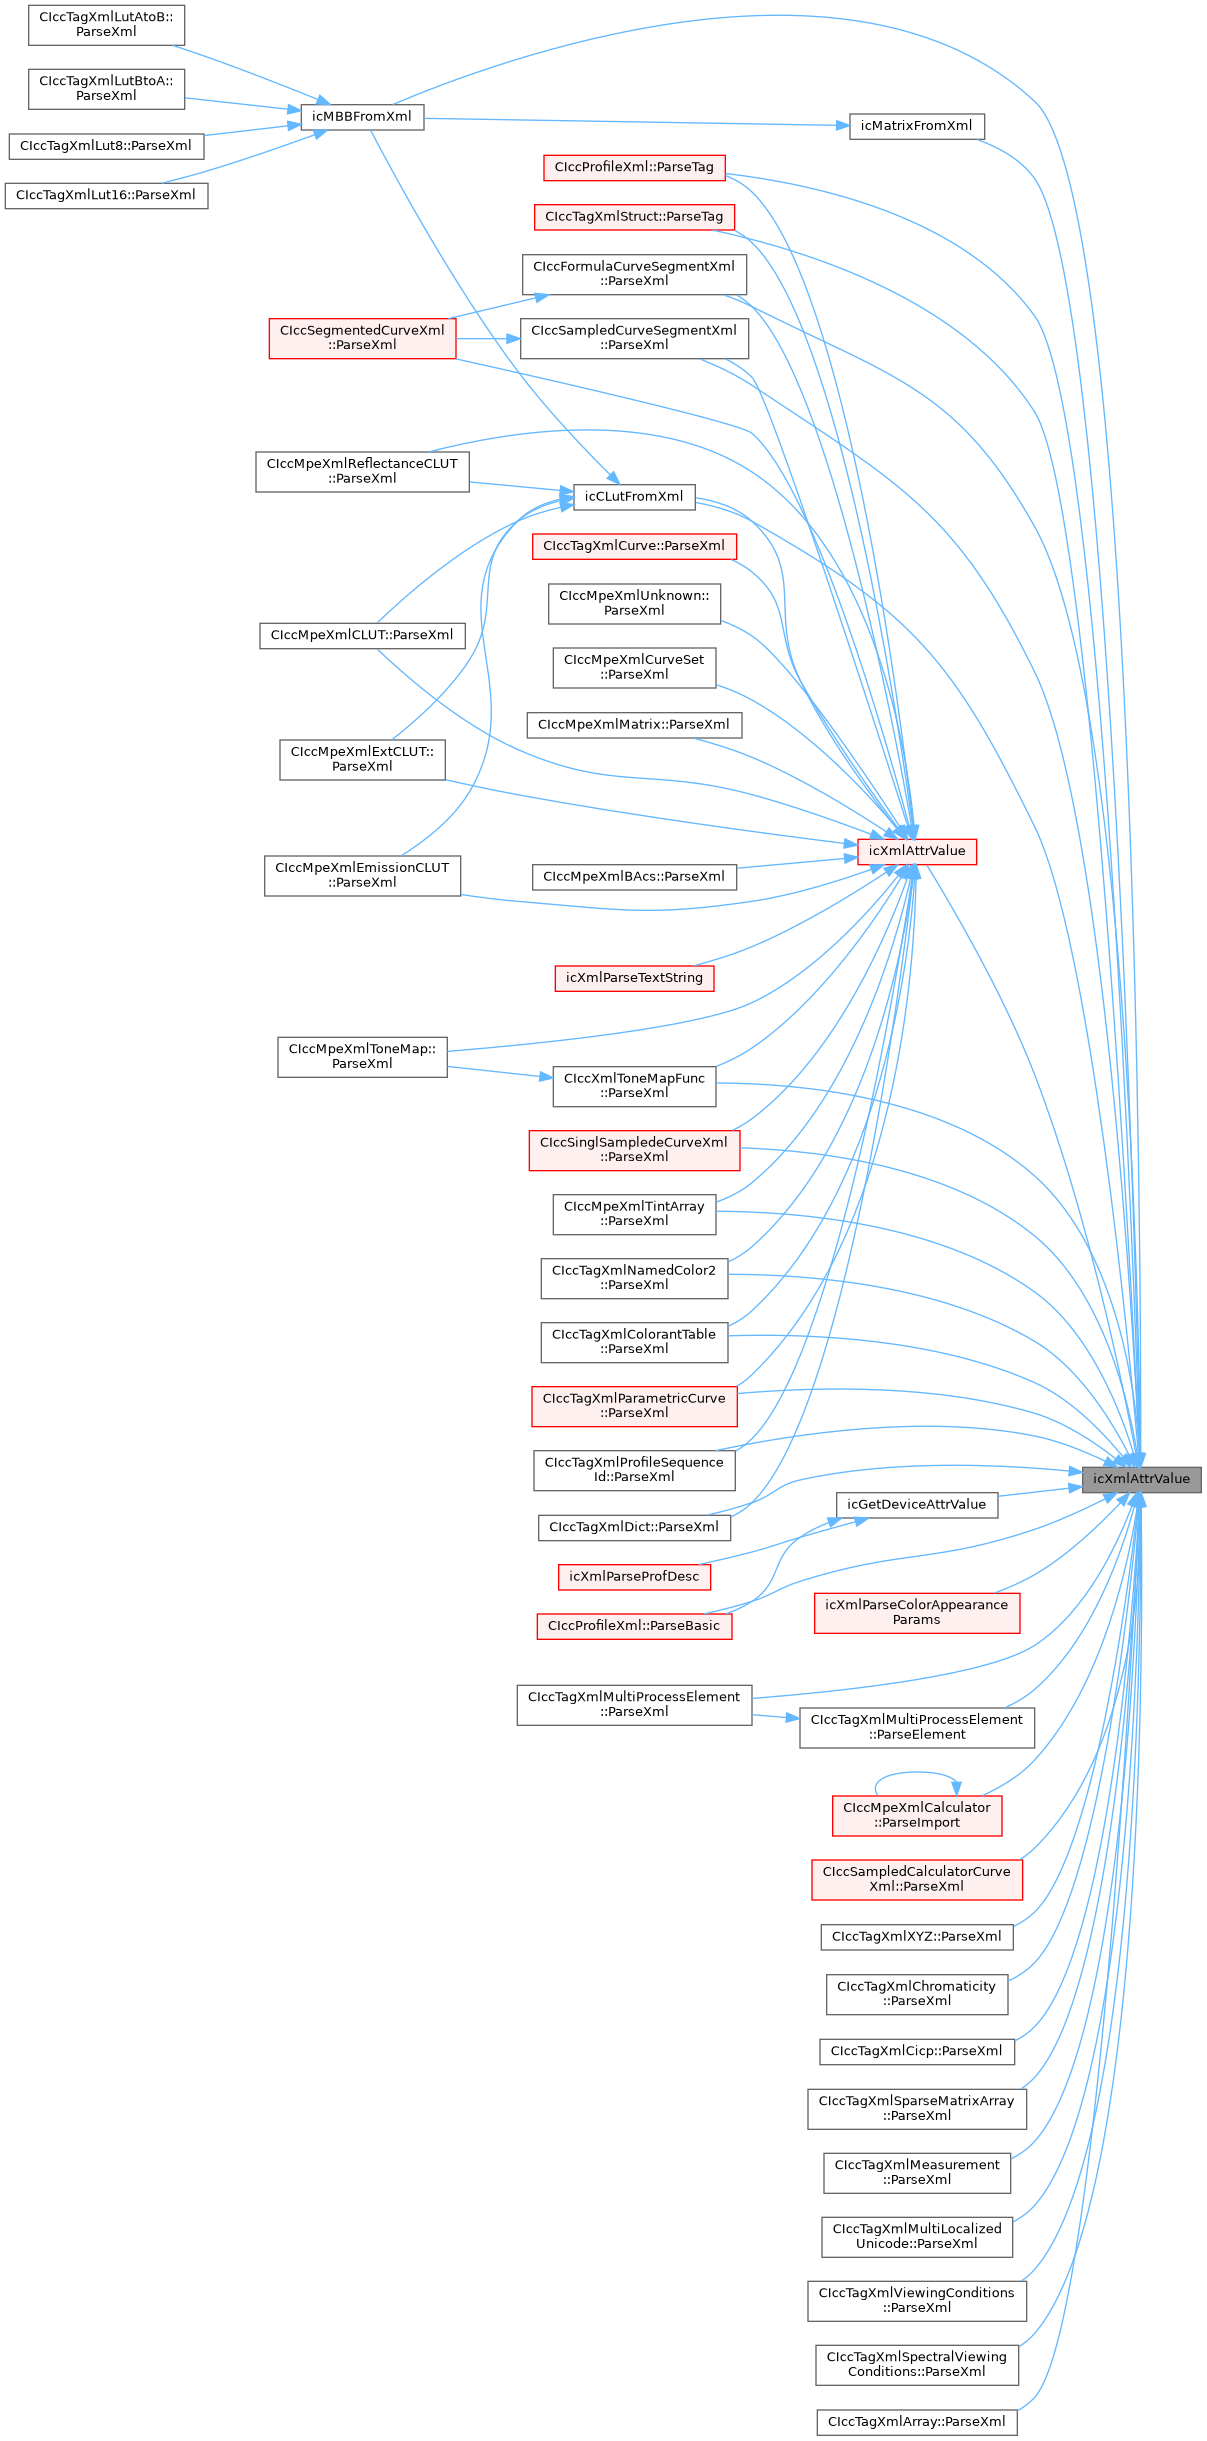 CIccTagXmlLutAtoB::
ParseXml
CIccTagXmlLutBtoA::
ParseXml
icMBBFromXml
icMatrixFromXml
CIccTagXmlLut8::ParseXml
CIccProfileXml::ParseTag
CIccTagXmlLut16::ParseXml
CIccTagXmlStruct::ParseTag
CIccFormulaCurveSegmentXml
::ParseXml
CIccSegmentedCurveXml
::ParseXml
CIccSampledCurveSegmentXml
::ParseXml
CIccMpeXmlReflectanceCLUT
::ParseXml
icCLutFromXml
CIccTagXmlCurve::ParseXml
CIccMpeXmlUnknown::
ParseXml
CIccMpeXmlCLUT::ParseXml
CIccMpeXmlCurveSet
::ParseXml
CIccMpeXmlMatrix::ParseXml
CIccMpeXmlExtCLUT::
ParseXml
icXmlAttrValue
CIccMpeXmlEmissionCLUT
::ParseXml
CIccMpeXmlBAcs::ParseXml
icXmlParseTextString
CIccMpeXmlToneMap::
ParseXml
CIccXmlToneMapFunc
::ParseXml
CIccSinglSampledeCurveXml
::ParseXml
CIccMpeXmlTintArray
::ParseXml
CIccTagXmlNamedColor2
::ParseXml
CIccTagXmlColorantTable
::ParseXml
CIccTagXmlParametricCurve
::ParseXml
CIccTagXmlProfileSequence
Id::ParseXml
icXmlAttrValue
icGetDeviceAttrValue
CIccTagXmlDict::ParseXml
icXmlParseProfDesc
icXmlParseColorAppearance
Params
CIccProfileXml::ParseBasic
CIccTagXmlMultiProcessElement
::ParseXml
CIccTagXmlMultiProcessElement
::ParseElement
CIccMpeXmlCalculator
::ParseImport
CIccSampledCalculatorCurve
Xml::ParseXml
CIccTagXmlXYZ::ParseXml
CIccTagXmlChromaticity
::ParseXml
CIccTagXmlCicp::ParseXml
CIccTagXmlSparseMatrixArray
::ParseXml
CIccTagXmlMeasurement
::ParseXml
CIccTagXmlMultiLocalized
Unicode::ParseXml
CIccTagXmlViewingConditions
::ParseXml
CIccTagXmlSpectralViewing
Conditions::ParseXml
CIccTagXmlArray::ParseXml